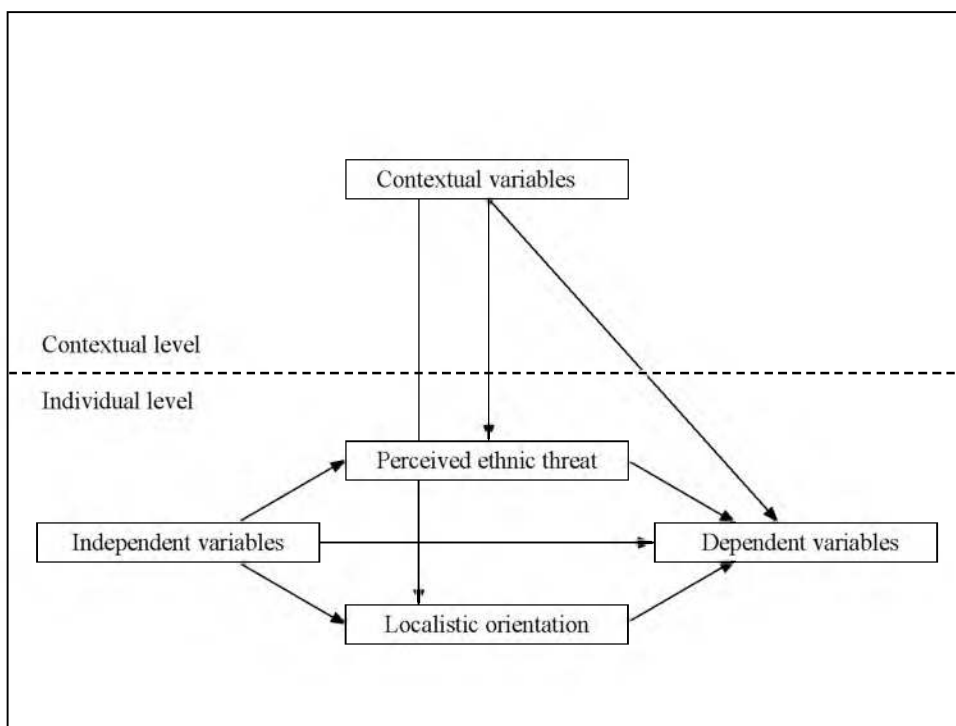 Contextual variables
Contextual level
Individual level
Perceived ethnic threat
Independent variables
Dependent variables
Localistic orientation